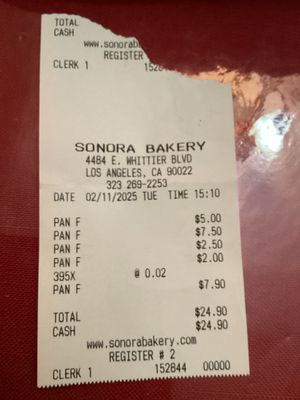 TOTAL
CASH
www.sonorab
REGISTER
CLERK 1 152
SONORA BAKERY
4484 E. WHITTIER BLVD
LOS ANGELES, CA 90022
323 269-2253
DATE 02/11/2025 TUE TIME 15:10
PAN F $5.00
PAN F $7.50
PAN F $2.50
PAN F $2.00
395X @ 0.02
PAN F $7.90
TOTAL $24.90
CASH $24.90
www.sonorabakery.com
REGISTER # 2
CLERK 1 152844 00000